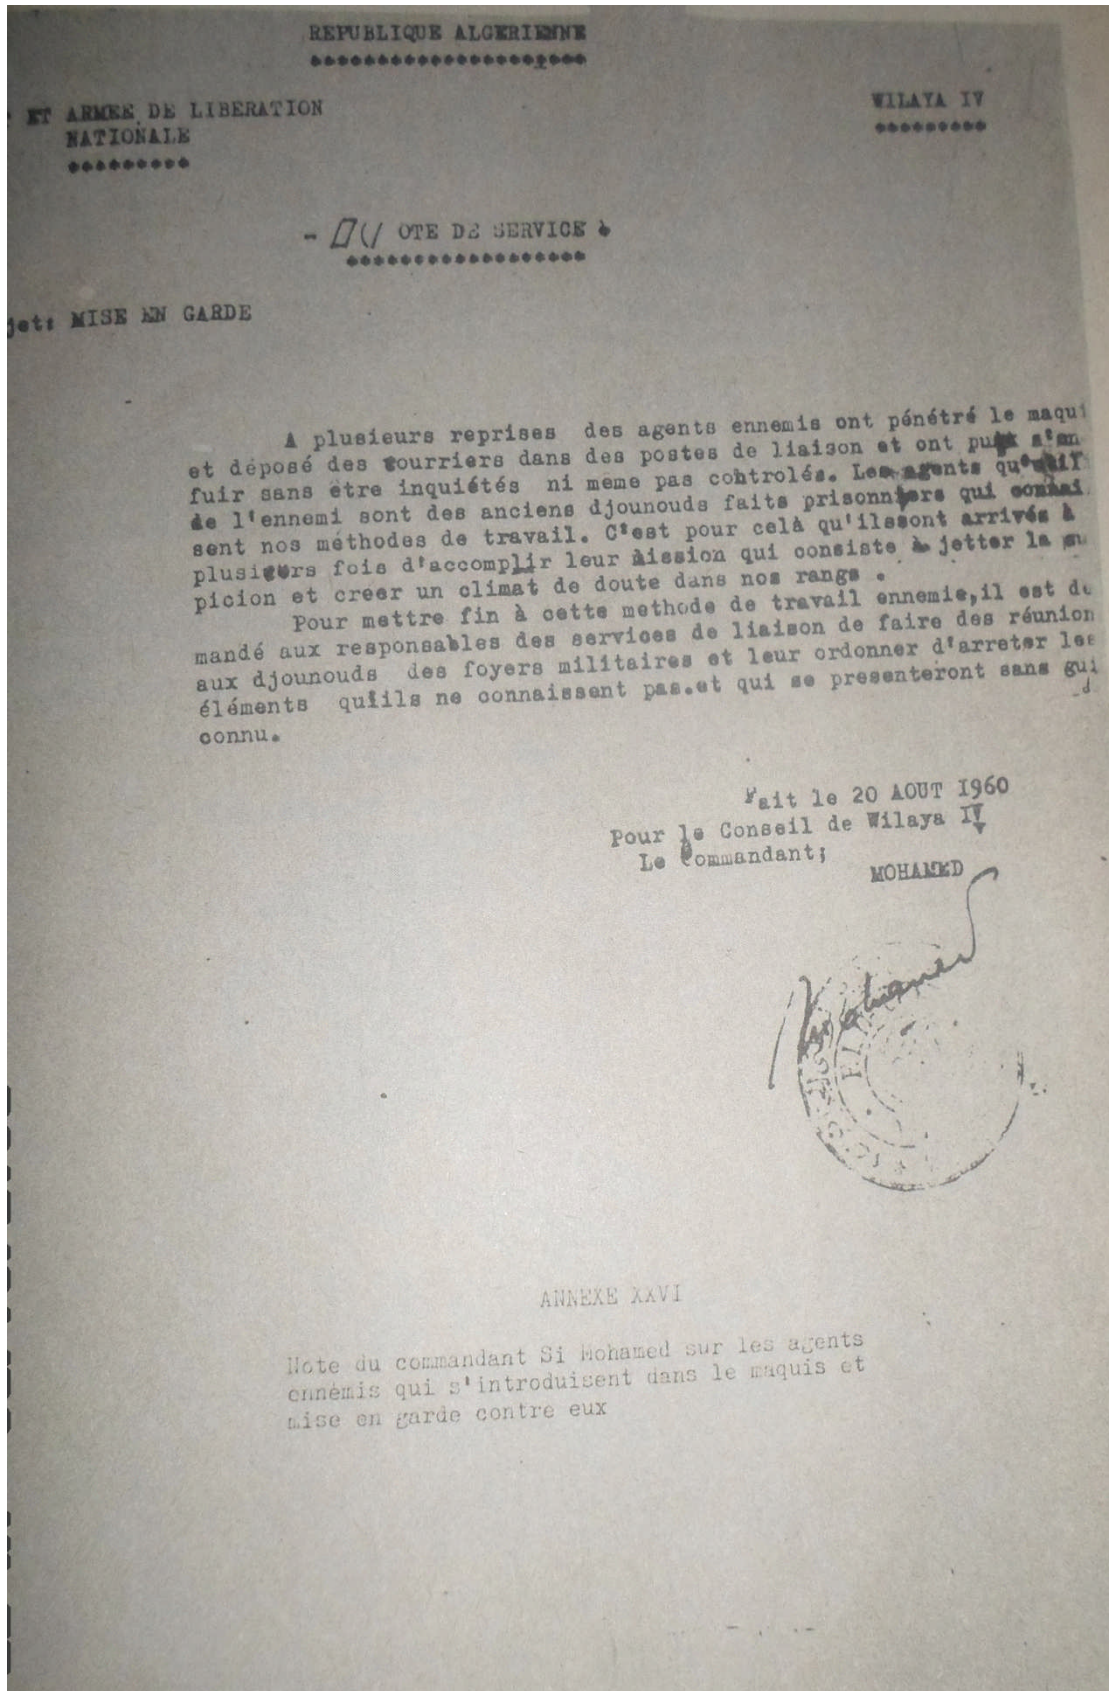 REPUBLIQUE ALGERIENNE
ET ARMEE DE LIBERATION
NATIONALE
WILAYA IV
- OTE DE SERVICE
jet: MISE EN GARDE
A plusieurs reprises des agents ennemis ont pénétré le maqui
et déposé des courriers dans des postes de liaison et ont pu s'en
fuir sans être inquiétés ni meme pas controlés. Les agents
de l'ennemi sont des anciens djounouds faits prisonniers qui connai
sent nos méthodes de travail. C'est pour celà qu'ilssont arrivés à
plusieurs fois d'accomplir leur mission qui consiste à jetter la su
picion et créer un climat de doute dans nos rangs .
Pour mettre fin à cette methode de travail ennemie,il est de
mandé aux responsables des services de liaison de faire des réunion
aux djounouds des foyers militaires et leur ordonner d'arreter les
éléments qu'ils ne connaissent pas.et qui se presenteront sans gui
connu.
Fait le 20 AOUT 1960
Pour le Conseil de Wilaya IV
Le Commandant;
MOHAMED
Mohamed
ANNEXE XXVI
Note du commandant Si Mohamed sur les agents
ennemis qui s'introduisent dans le maquis et
mise en garde contre eux